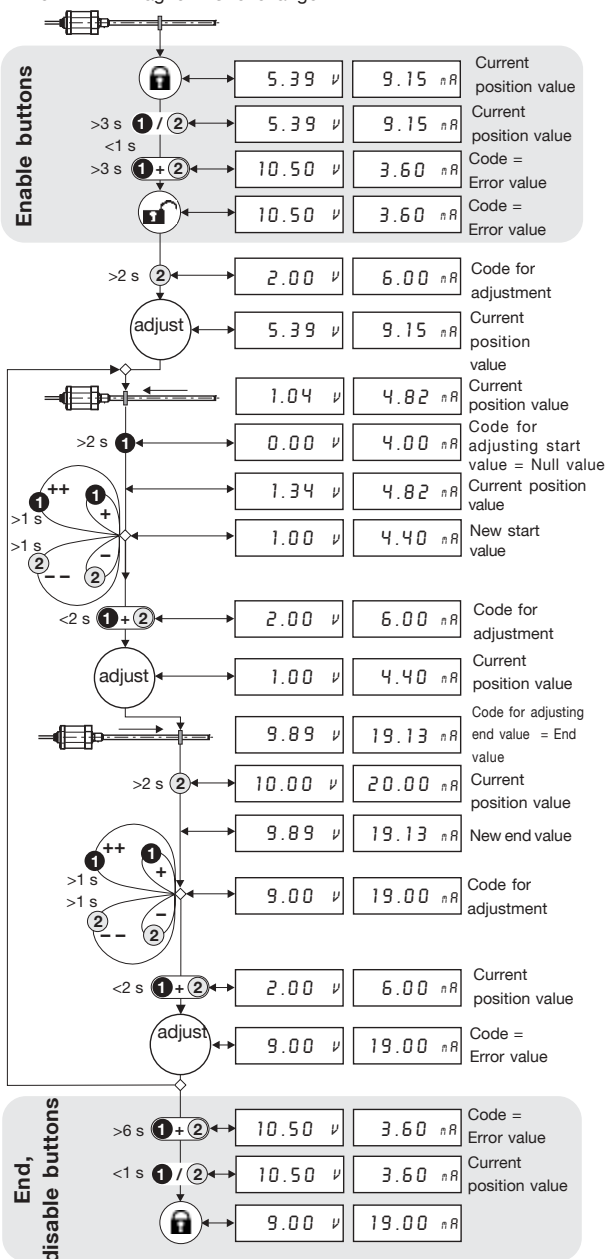 Enable buttons
5.39 V 9.15 mA Current
position value
>3 s 1 / 2 5.39 V 9.15 mA Current
position value
<1 s
>3 s 1 + 2 10.50 V 3.60 mA Code =
Error value
10.50 V 3.60 mA Code =
Error value
>2 s 2 2.00 V 6.00 mA Code for
adjustment
adjust 5.39 V 9.15 mA Current
position
value
1.04 V 4.82 mA Current
position value
>2 s 1 0.00 V 4.00 mA Code for
adjusting start
value = Null value
1.34 V 4.82 mA Current position
value
1 ++ 1 +
>1 s
>1 s
2 - - 2 -
1.00 V 4.40 mA New start
value
<2 s 1 + 2 2.00 V 6.00 mA Code for
adjustment
adjust 1.00 V 4.40 mA Current
position value
9.89 V 19.13 mA Code for adjusting
end value = End
value
>2 s 2 10.00 V 20.00 mA Current
position value
9.89 V 19.13 mA New end value
1 ++ 1 +
>1 s
>1 s
2 - - 2 -
9.00 V 19.00 mA Code for
adjustment
<2 s 1 + 2 2.00 V 6.00 mA Current
position value
adjust 9.00 V 19.00 mA Code =
Error value
End,
disable buttons
>6 s 1 + 2 10.50 V 3.60 mA Code =
Error value
<1 s 1 / 2 10.50 V 3.60 mA Current
position value
9.00 V 19.00 mA